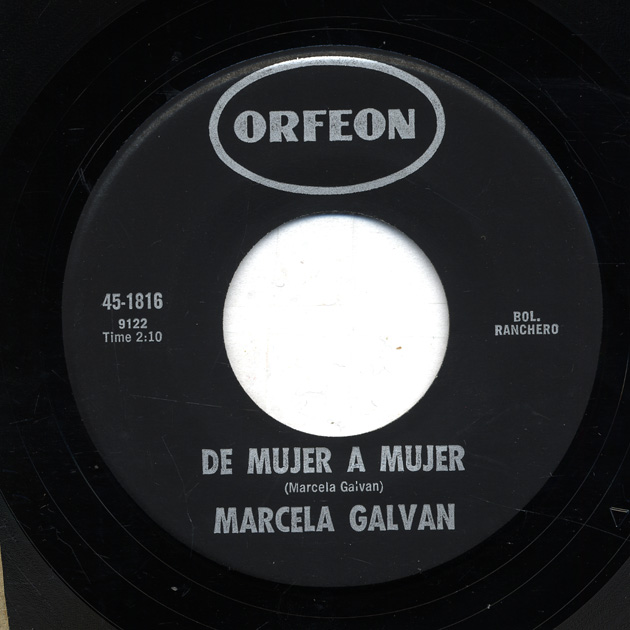 ORFEON
45-1816
9122
Time 2:10
BOL.
RANCHERO
DE MUJER A MUJER
(Marcela Galvan)
MARCELA GALVAN